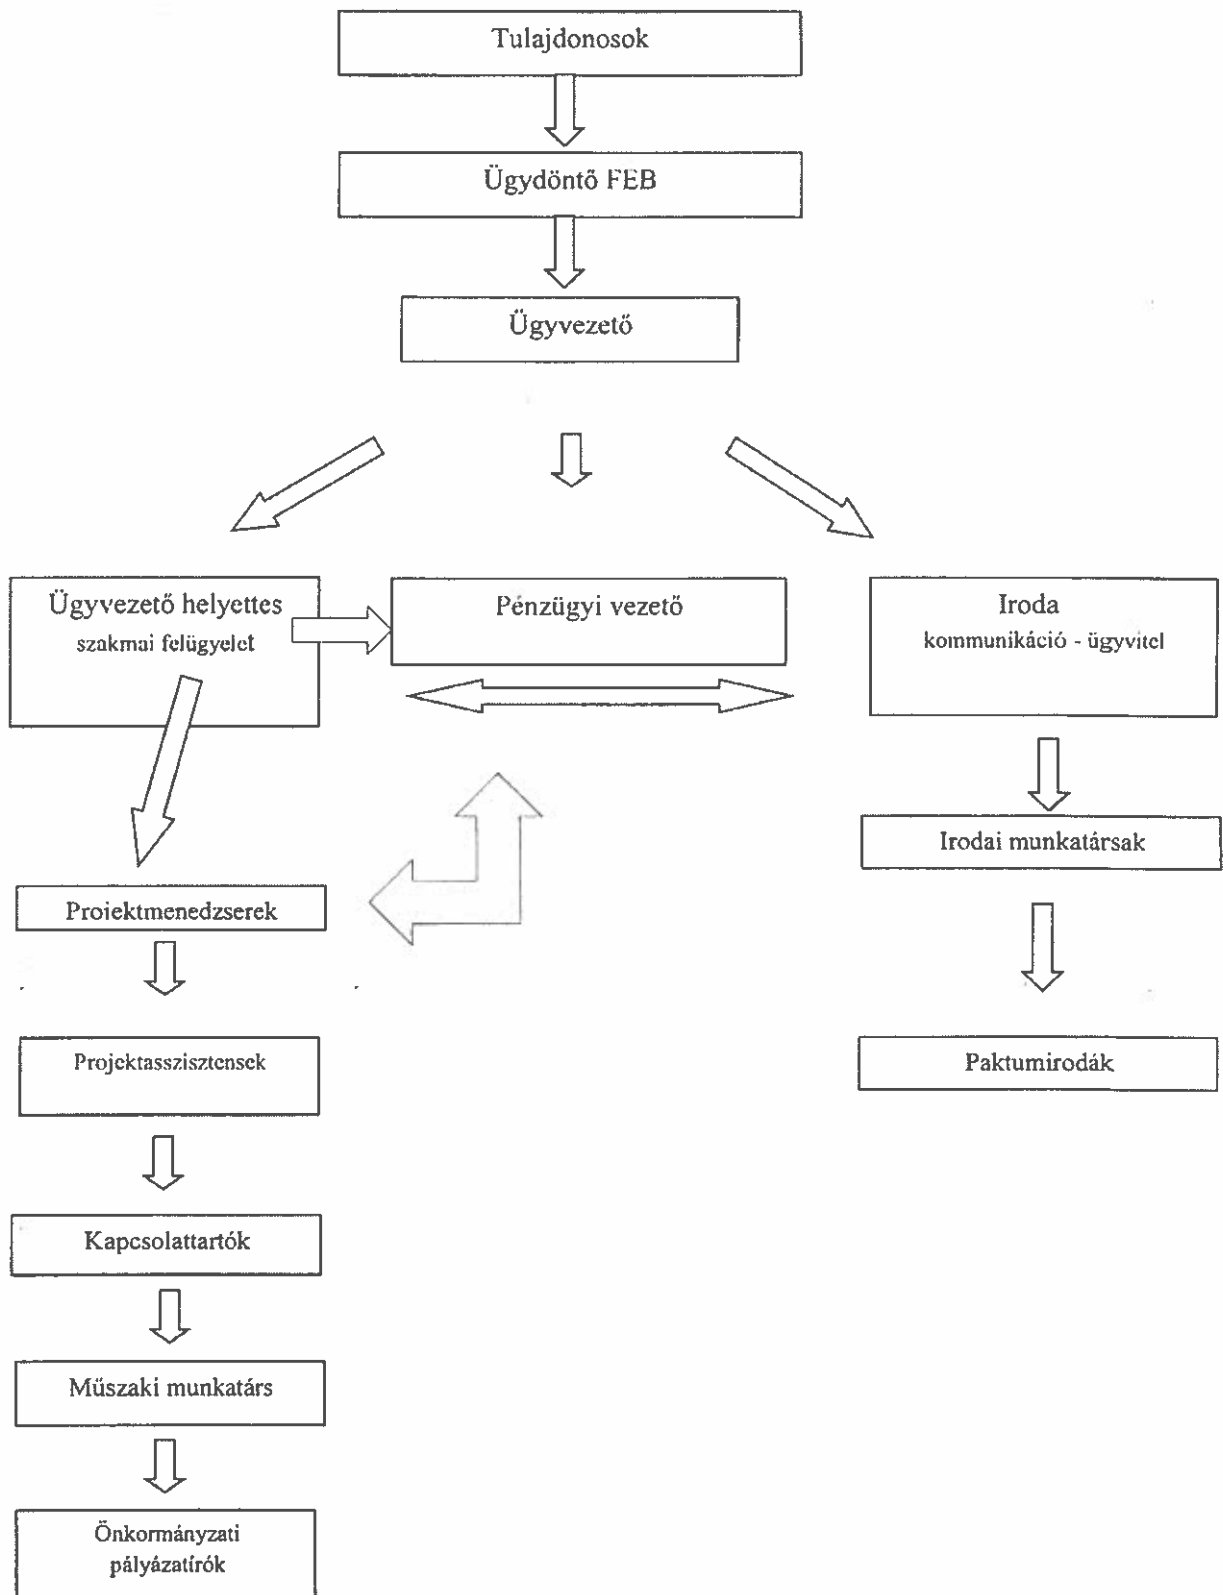 Tulajdonosok
Ügydöntő FEB
Ügyvezető
Ügyvezető helyettes
szakmai felügyelet
Pénzügyi vezető
Iroda
kommunikáció - ügyvitel
Irodai munkatársak
Projektmenedzserek
Projektasszisztensek
Paktumirodák
Kapcsolattartók
Műszaki munkatárs
Önkormányzati
pályázatírók